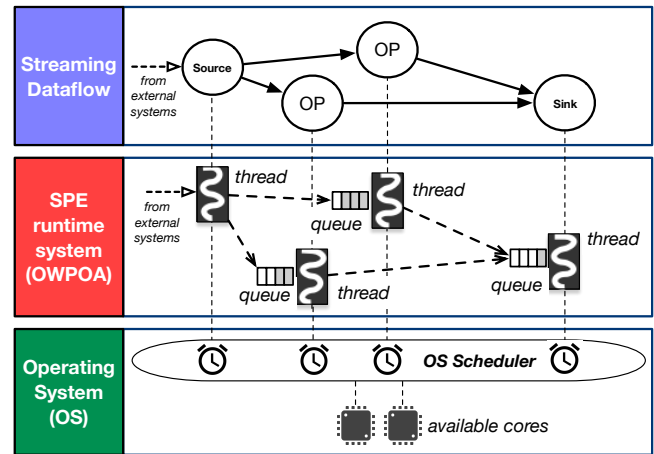 Streaming
Dataflow
from
external
systems
Source
OP
OP
Sink
SPE
runtime
system
(OWPOA)
from
external
systems
thread
queue
thread
queue
thread
queue
thread
Operating
System
(OS)
OS Scheduler
available cores